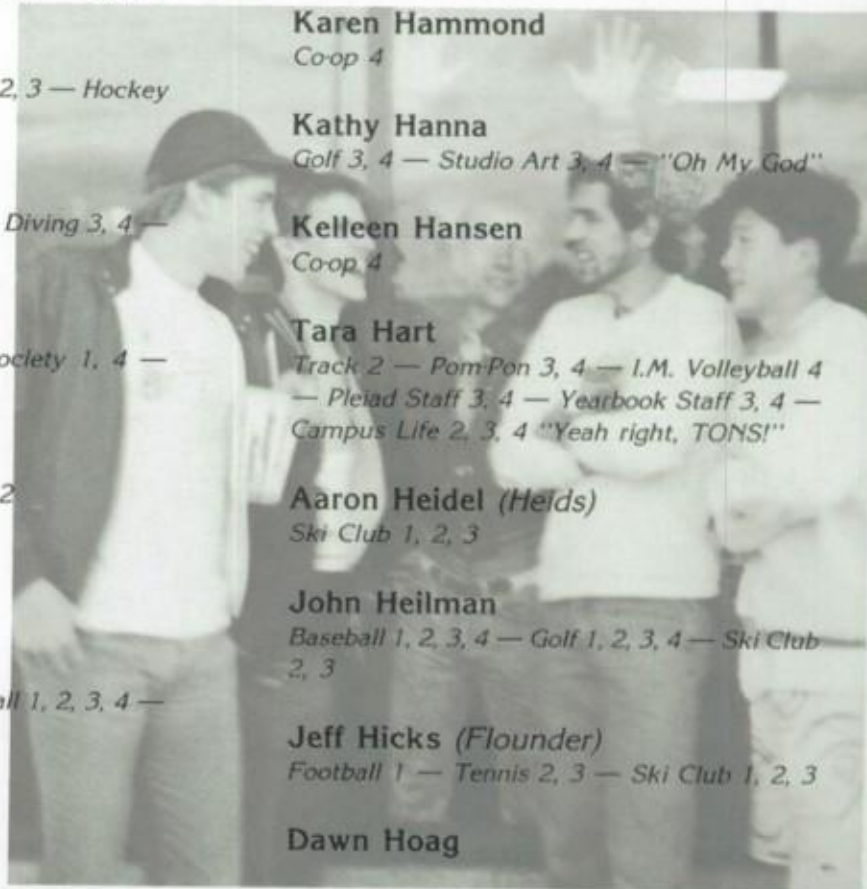 2, 3 — Hockey
Diving 3, 4 —
ociety 1, 4 —
2
all 1, 2, 3, 4 —
Karen Hammond
Co-op 4
Kathy Hanna
Golf 3, 4 — Studio Art 3, 4 — "Oh My God"
Kelleen Hansen
Co-op 4
Tara Hart
Track 2 — Pom-Pon 3, 4 — I.M. Volleyball 4
— Pleiad Staff 3, 4 — Yearbook Staff 3, 4 —
Campus Life 2, 3, 4 "Yeah right, TONS!"
Aaron Heidel (Heids)
Ski Club 1, 2, 3
John Heilman
Baseball 1, 2, 3, 4 — Golf 1, 2, 3, 4 — Ski Club
2, 3
Jeff Hicks (Flounder)
Football 1 — Tennis 2, 3 — Ski Club 1, 2, 3
Dawn Hoag